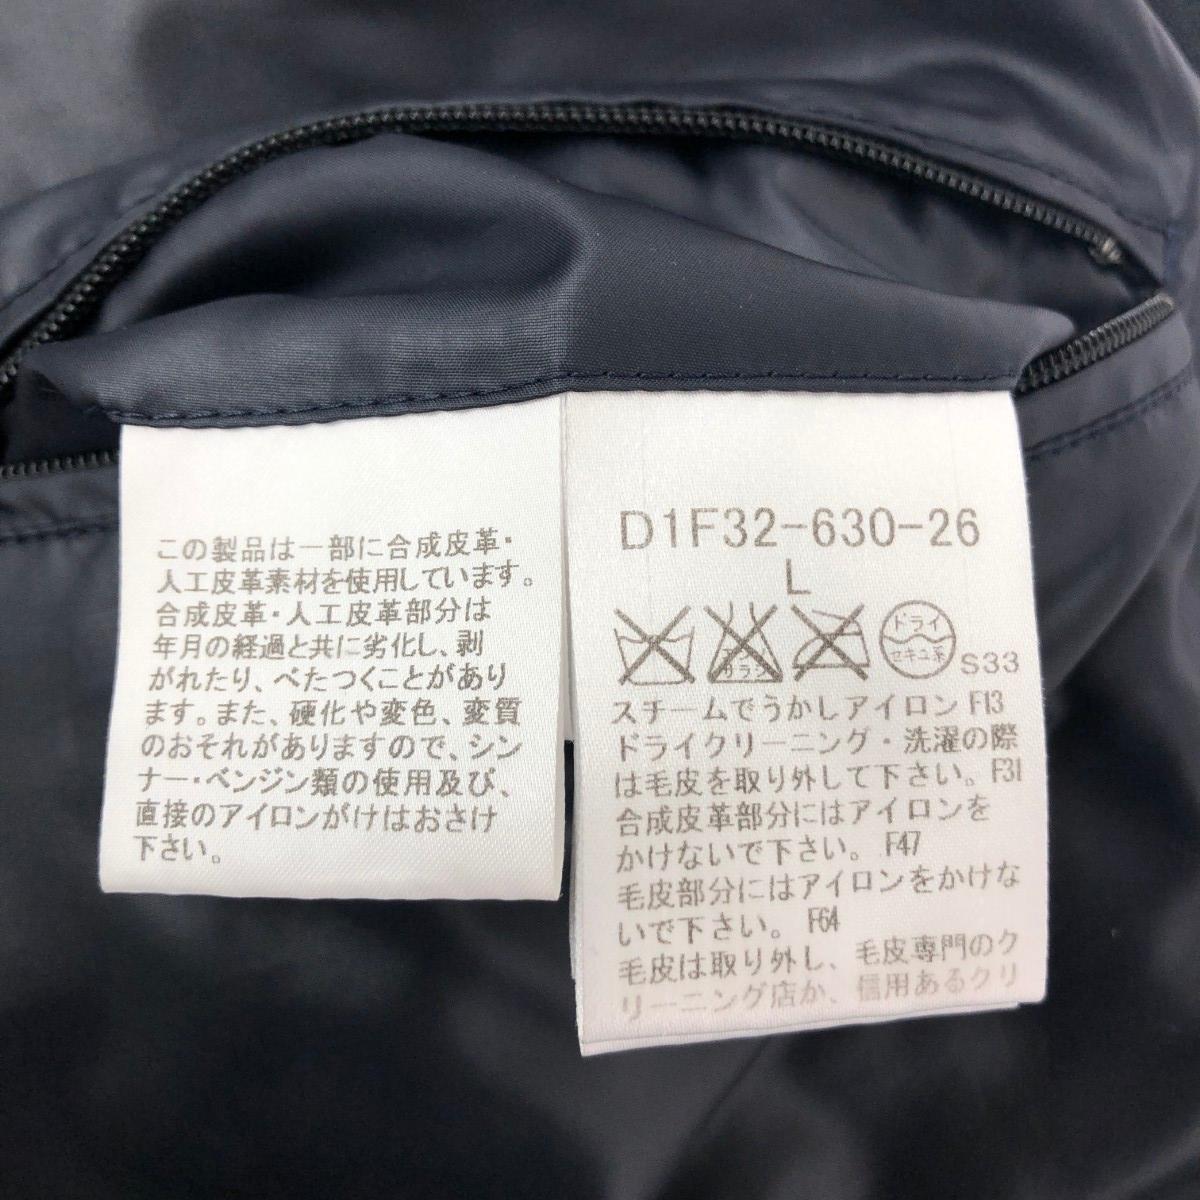 この製品は一部に合成皮革・
人工皮革素材を使用しています。
合成皮革・人工皮革部分は
年月の経過と共に劣化し、剥
がれたり、べたつくことがあり
ます。また、硬化や変色、変質
のおそれがありますので、シン
ナー・ベンジン類の使用及び、
直接のアイロンがけはおさけ
下さい。
D1F32-630-26
L
エンソ
サラシ
ドライ
セキユ系
S33
スチームでうかしアイロン F13
ドライクリーニング・洗濯の際
は毛皮を取り外して下さい。F31
合成皮革部分にはアイロンを
かけないで下さい。F47
毛皮部分にはアイロンをかけな
いで下さい。F64
毛皮は取り外し、毛皮専門のク
リーニング店か、信用あるクリ